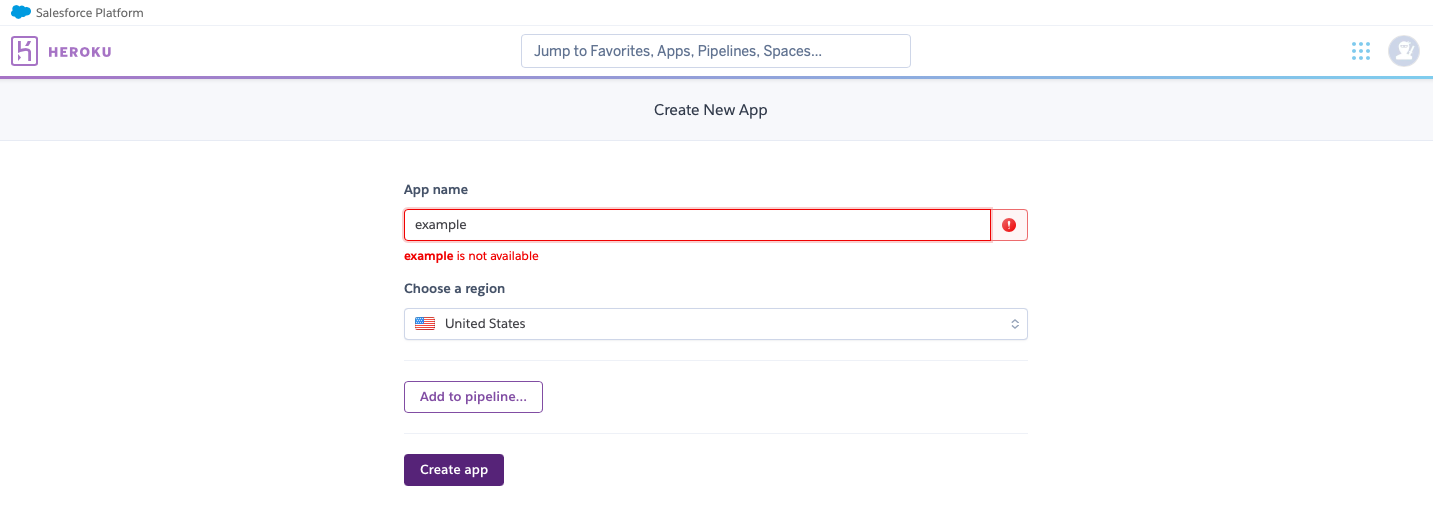 Salesforce Platform
HEROKU
Jump to Favorites, Apps, Pipelines, Spaces...
Create New App
App name
example
example is not available
Choose a region
United States
Add to pipeline...
Create app